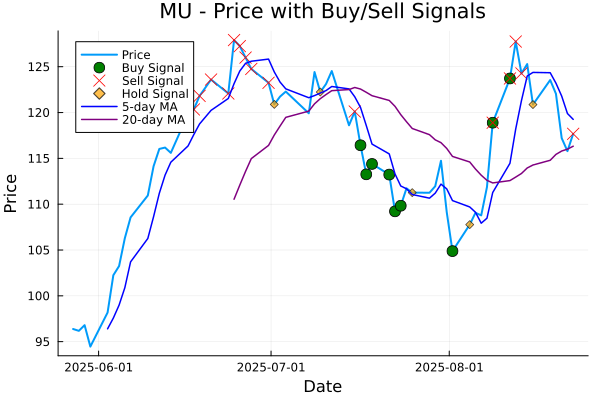 MU - Price with Buy/Sell Signals
Price
Buy Signal
Sell Signal
Hold Signal
5-day MA
20-day MA
Price
125
120
115
110
105
100
95
2025-06-01
2025-07-01
2025-08-01
Date